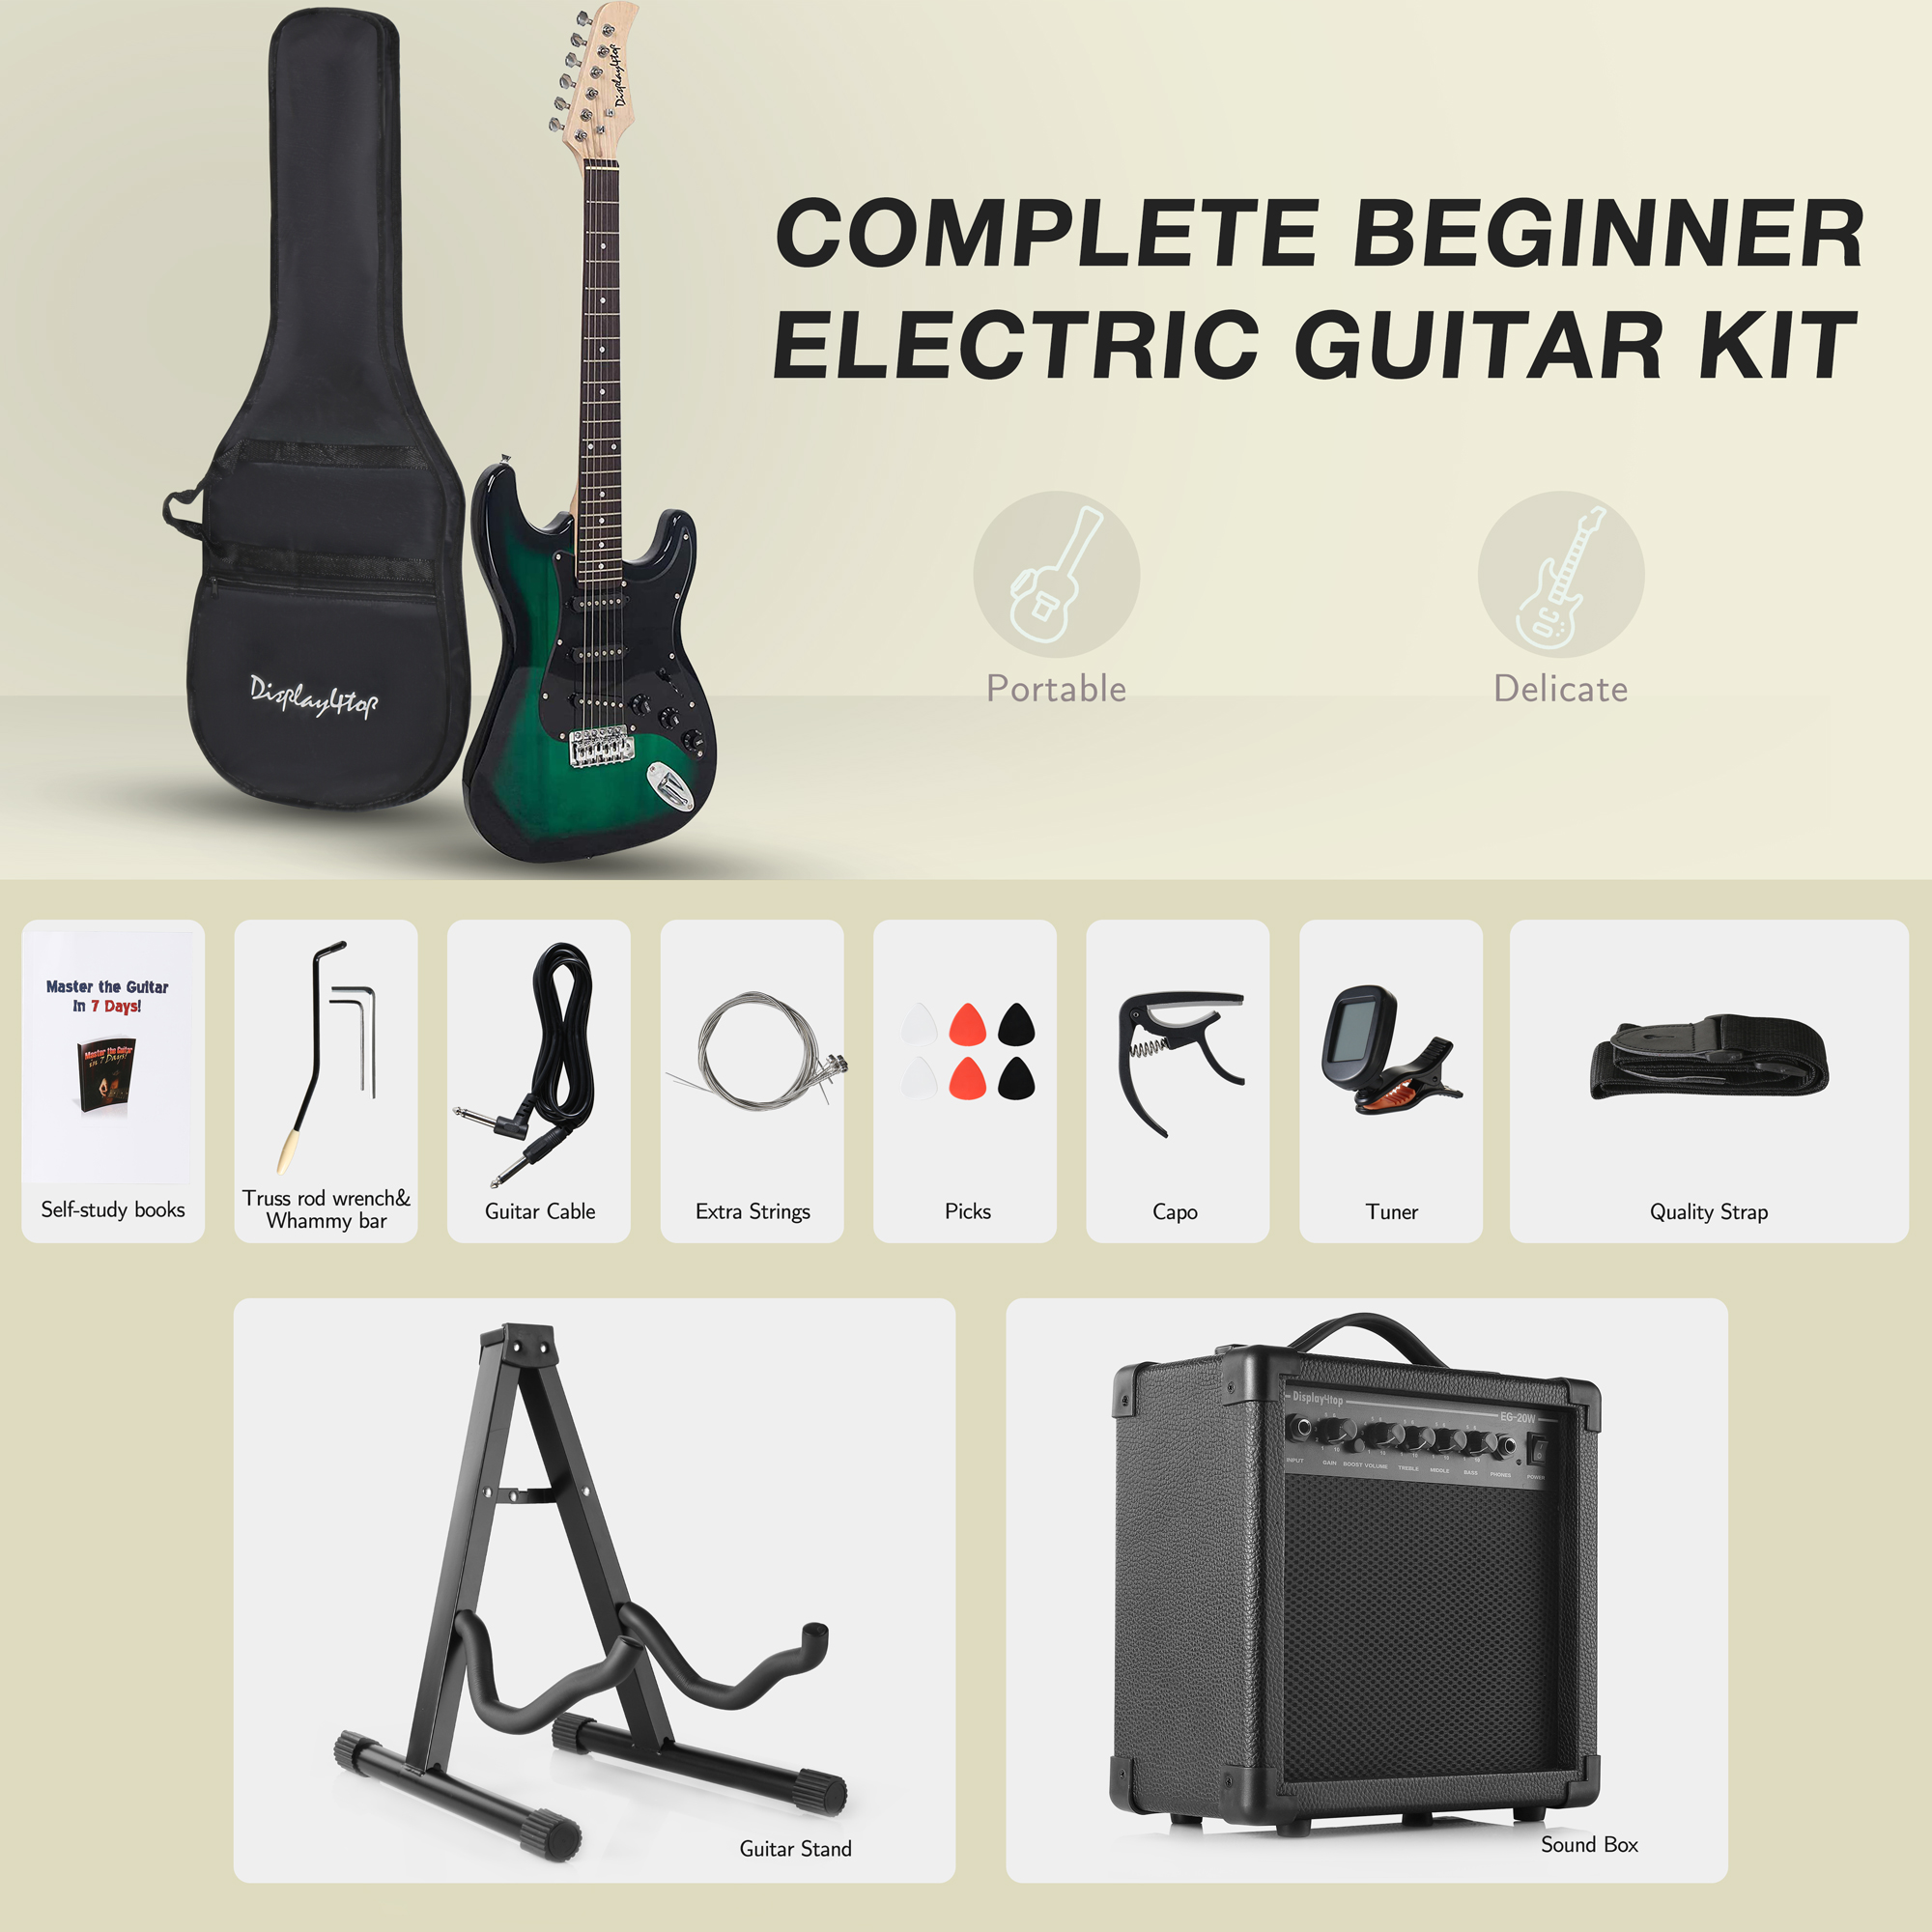 Display4top
COMPLETE BEGINNER
ELECTRIC GUITAR KIT
Portable
Delicate
Display4top
Master the Guitar
In 7 Days!
Master the Guitar
in 7 Days!
Self-study books
Truss rod wrench&
Whammy bar
Guitar Cable
Extra Strings
Picks
Capo
Tuner
Quality Strap
Display4top
EG-20W
INPUT GAIN BOOST VOLUME TREBLE MIDDLE BASS PHONES POWER
Guitar Stand
Sound Box